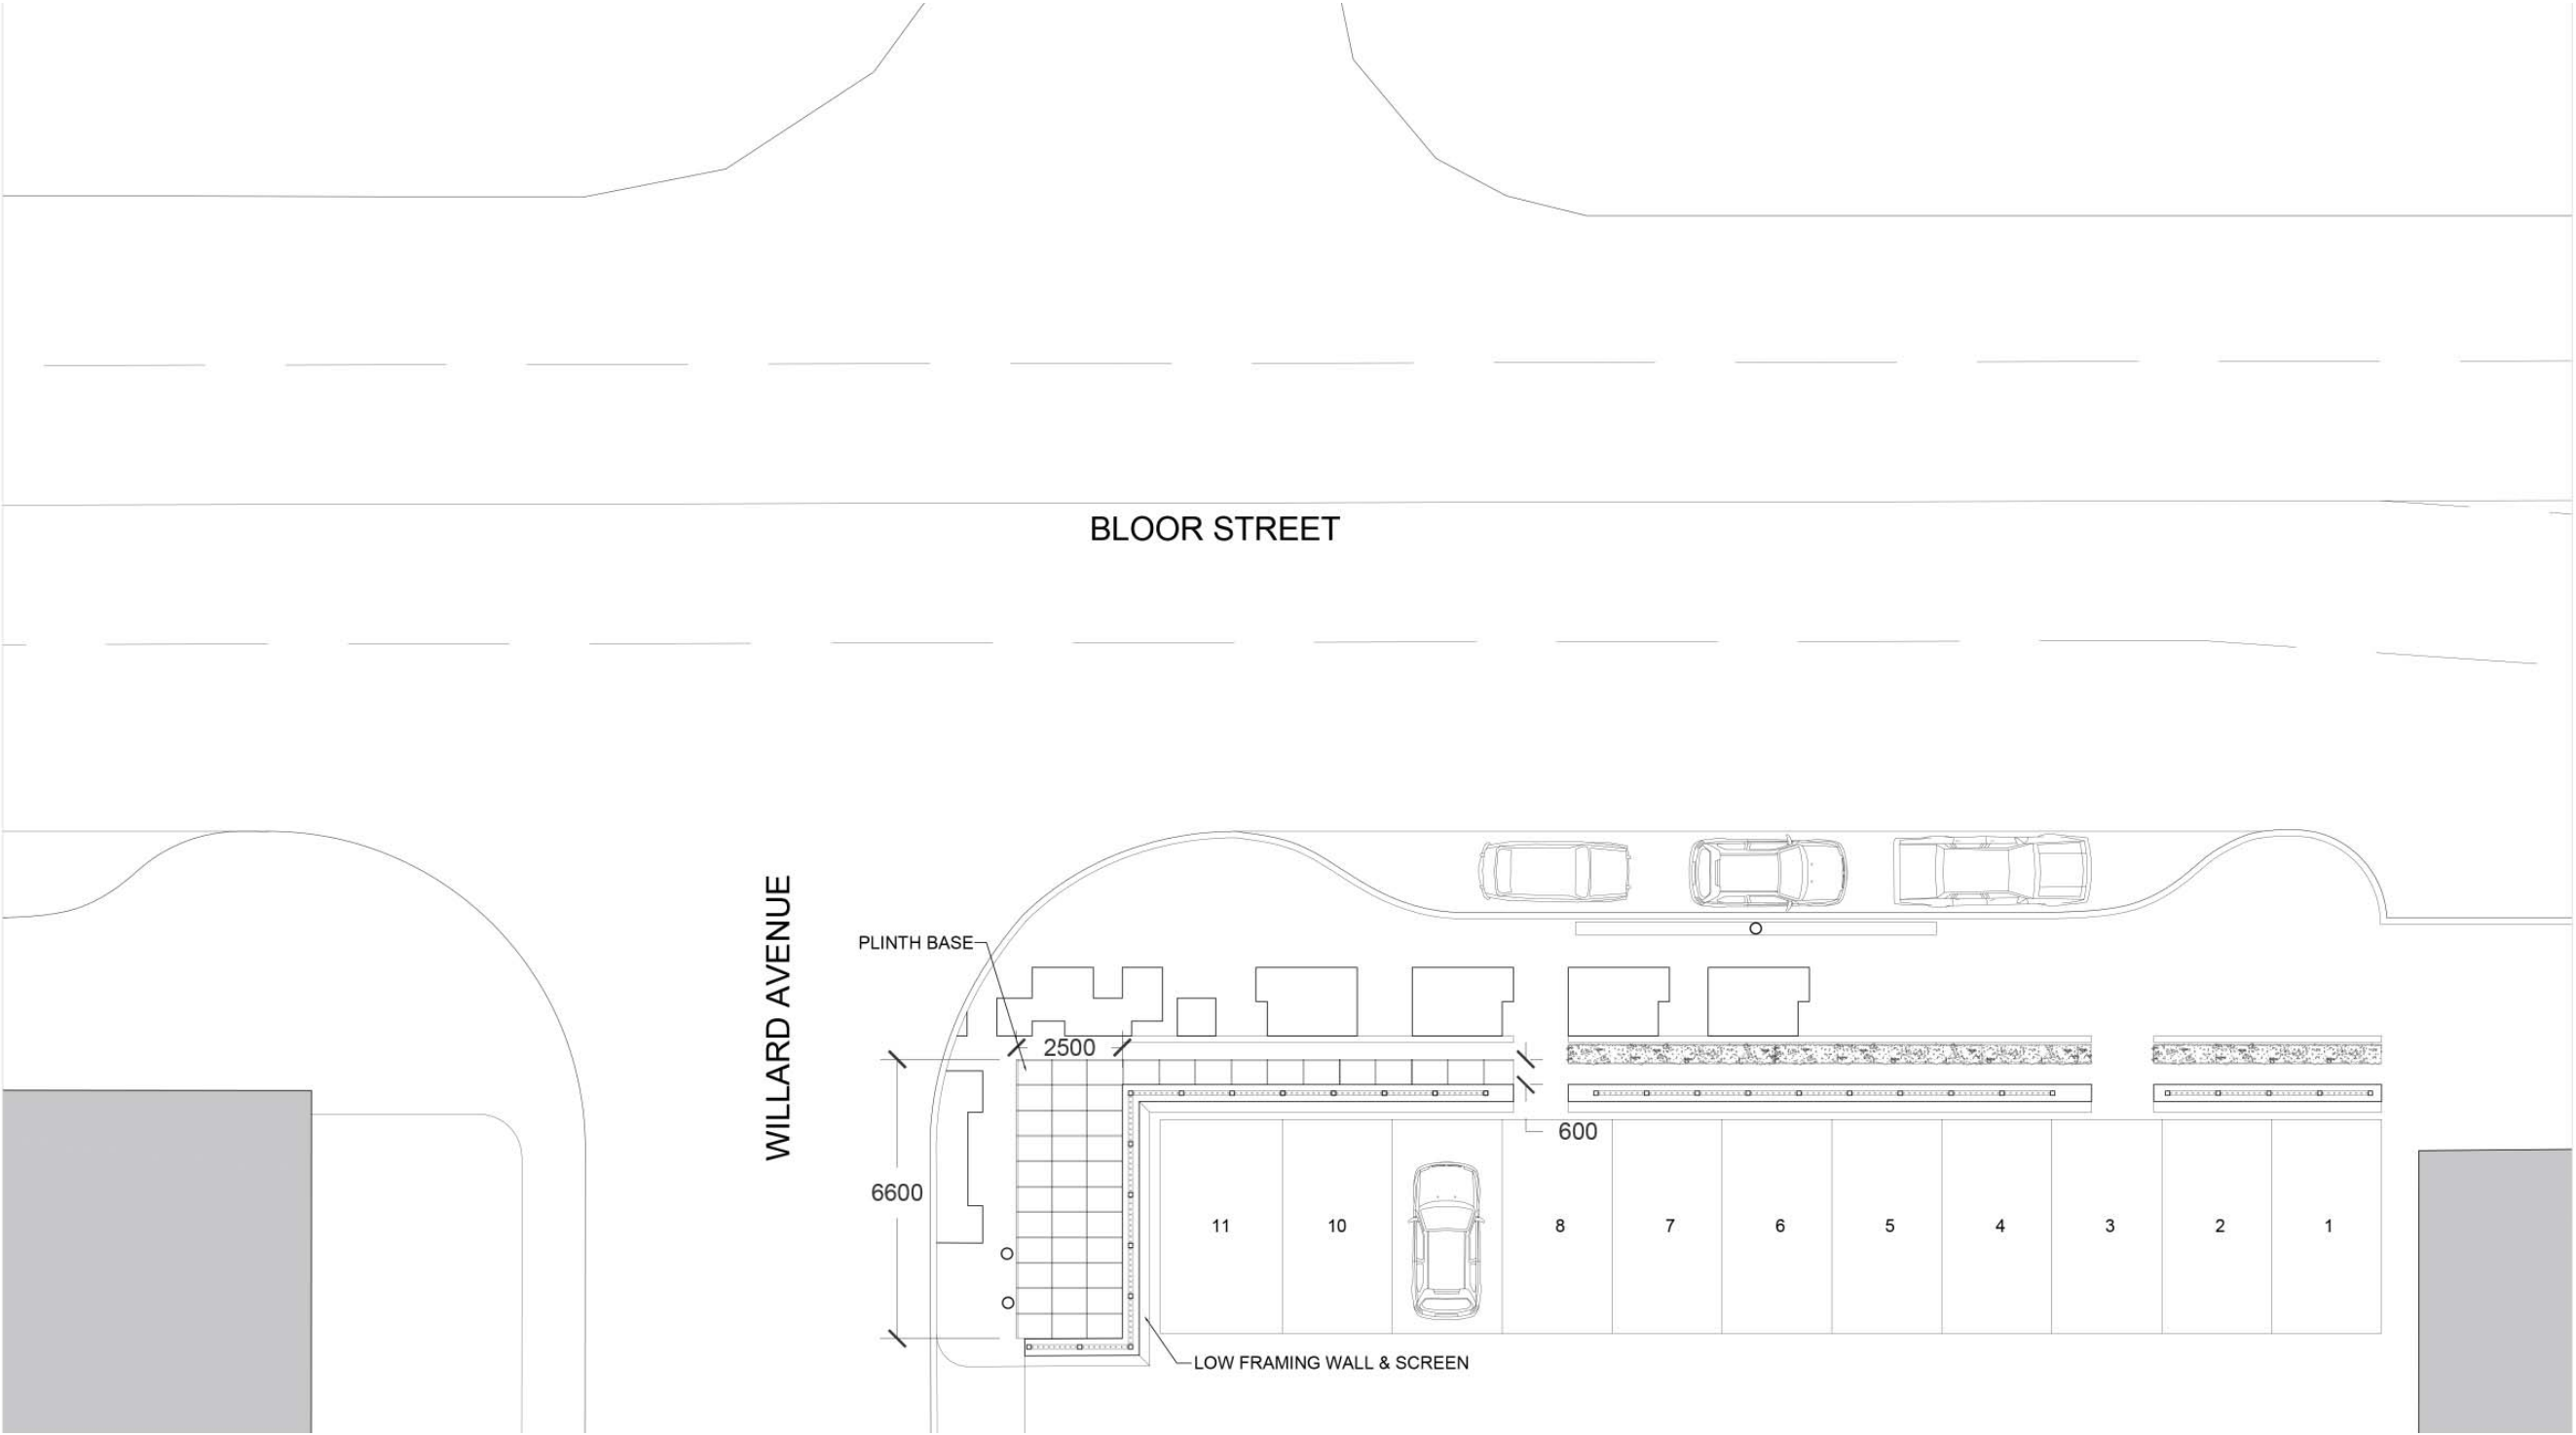 BLOOR STREET
WILLARD AVENUE
PLINTH BASE
2500
600
6600
11 10 8 7 6 5 4 3 2 1
LOW FRAMING WALL & SCREEN